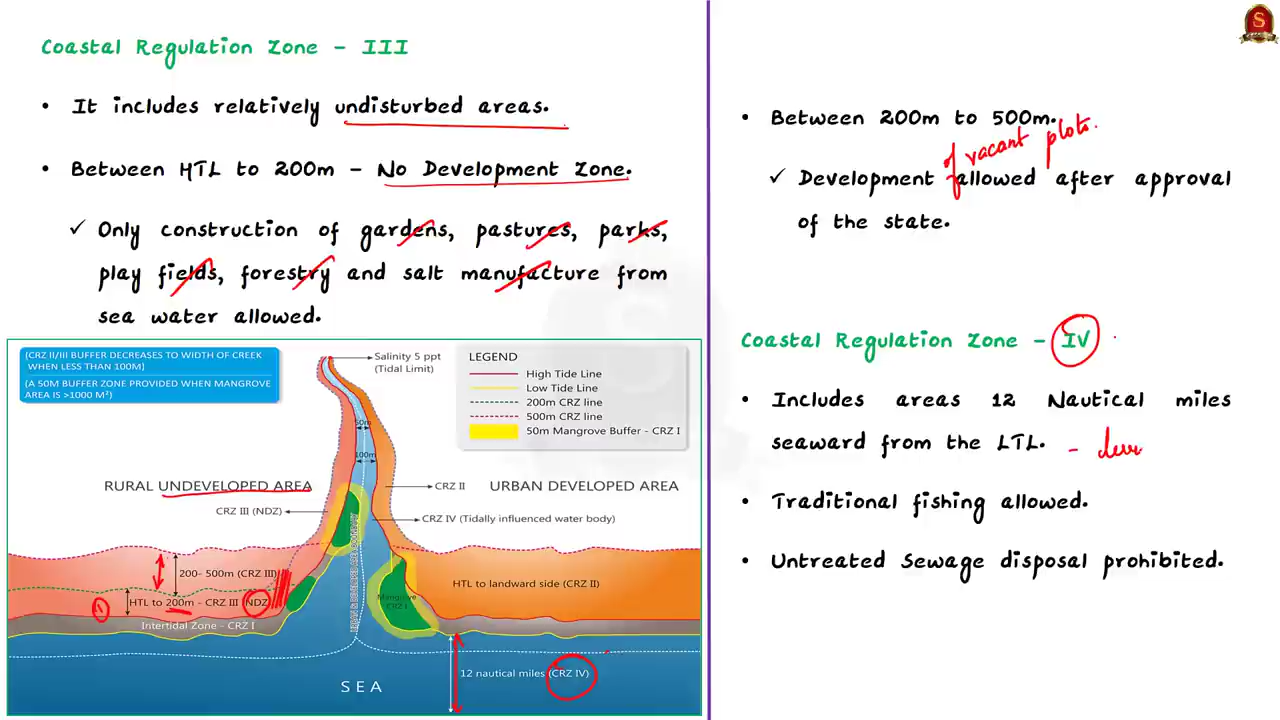 Coastal Regulation Zone - III
• It includes relatively undisturbed areas.
• Between HTL to 200m - No Development Zone.
✓ Only construction of gardens, pastures, parks,
play fields, forestry and salt manufacture from
sea water allowed.
(CRZ II/III BUFFER DECREASES TO WIDTH OF CREEK
WHEN LESS THAN 100M)
(A 50M BUFFER ZONE PROVIDED WHEN MANGROVE
AREA IS >1000 M²)
Salinity 5 ppt
(Tidal Limit)
LEGEND
High Tide Line
Low Tide Line
200m CRZ line
500m CRZ line
50m Mangrove Buffer - CRZ I
50m
100m
RURAL UNDEVELOPED AREA
CRZ II
URBAN DEVELOPED AREA
CRZ III (NDZ)
CRZ IV (Tidally influenced water body)
200- 500m (CRZ III)
HTL to landward side (CRZ II)
HTL to 200m - CRZ III (NDZ)
Mangrove
CRZ I
Intertidal Zone - CRZ I
12 nautical miles (CRZ IV)
SEA
• Between 200m to 500m.
of vacant plots.
✓ Development allowed after approval
of the state.
Coastal Regulation Zone - IV
• Includes areas 12 Nautical miles
seaward from the LTL. -
• Traditional fishing allowed.
• Untreated Sewage disposal prohibited.
S